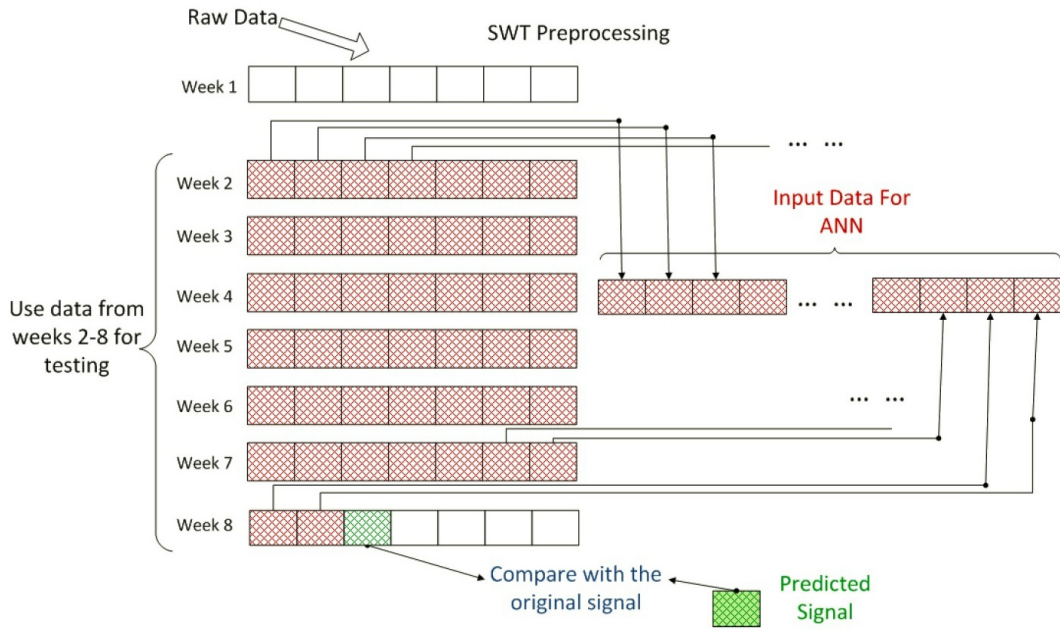 Raw Data
SWT Preprocessing
Week 1
... ...
Week 2
Input Data For
ANN
Week 3
Week 4
... ...
Use data from
weeks 2-8 for
testing
Week 5
Week 6
... ...
Week 7
Week 8
Compare with the
original signal
Predicted
Signal